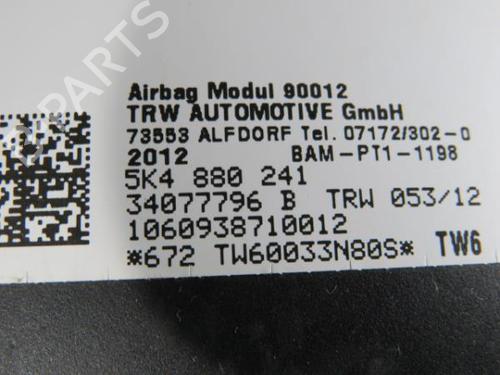 Airbag Modul 90012
TRW AUTOMOTIVE GmbH
73553 ALFDORF Tel. 07172/302-0
2012 BAM-PT1-1198
5K4 880 241
34077796 B TRW 053/12
1060938710012
*672 TW60033N80S* TW6